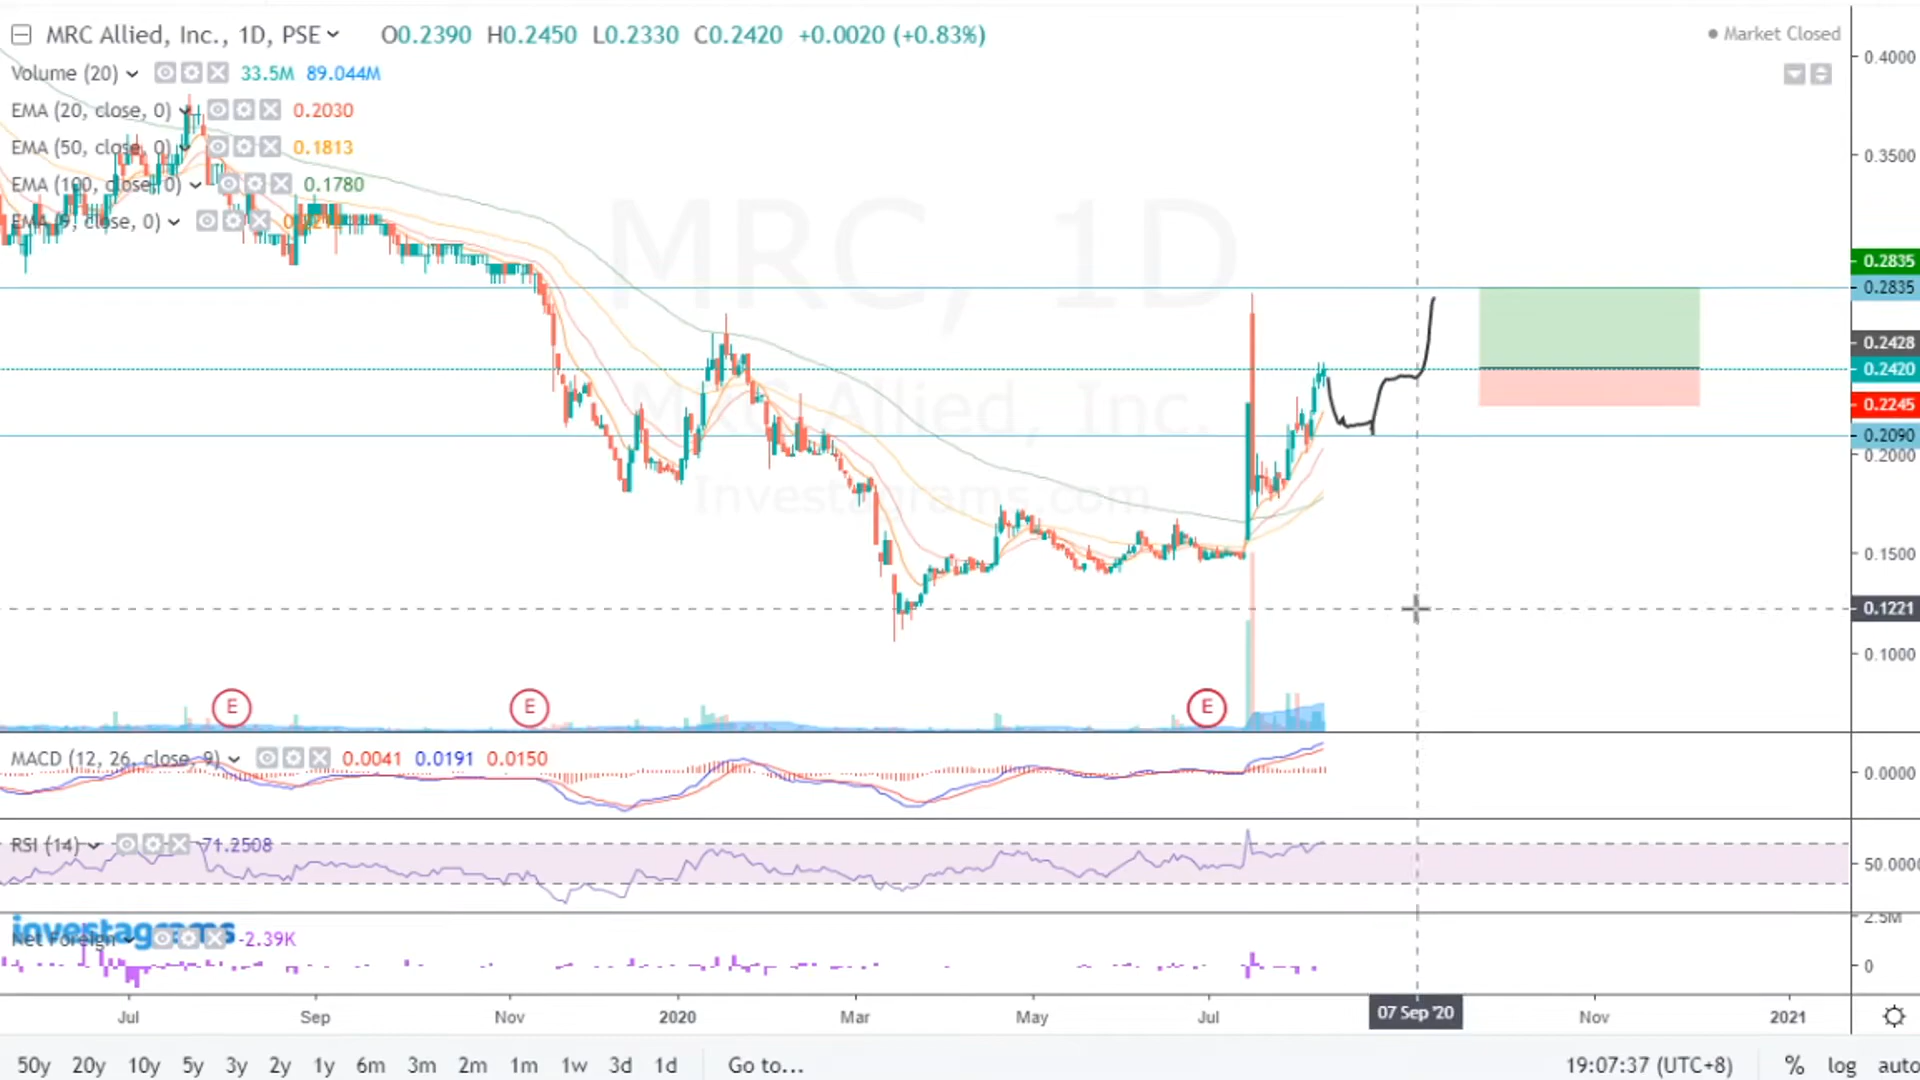 MRC Allied, Inc., 1D, PSE O0.2390 H0.2450 L0.2330 C0.2420 +0.0020 (+0.83%)
Market Closed
Volume (20) 33.5M 89.044M
EMA (20, close, 0) 0.2030
EMA (50, close, 0) 0.1813
EMA (100, close, 0) 0.1780
EMA (9, close, 0)
MRC, 1D
MRC Allied, Inc.
Investagrams.com
0.4000
0.3500
0.2835
0.2835
0.2428
0.2420
0.2245
0.2090
0.2000
0.1500
0.1221
0.1000
E E E
MACD (12, 26, close, 9) 0.0041 0.0191 0.0150
0.0000
RSI (14) 71.2508
50.0000
investagrams
Net Foreign -2.39K
2.5M
0
Jul Sep Nov 2020 Mar May Jul 07 Sep '20 Nov 2021
50y 20y 10y 5y 3y 2y 1y 6m 3m 2m 1m 1w 3d 1d Go to... 19:07:37 (UTC+8) % log auto